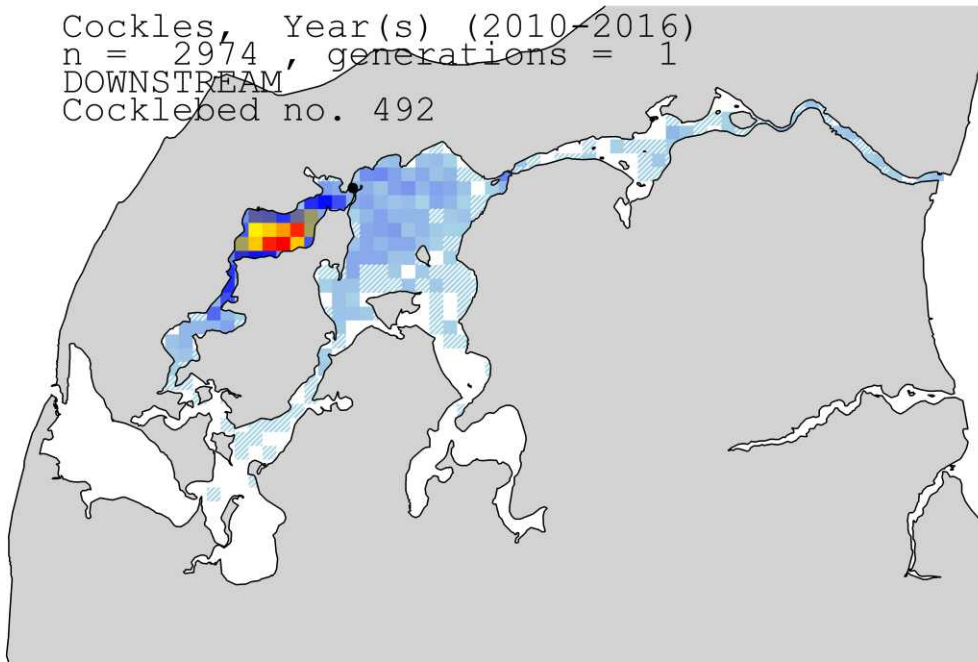 Cockles,  Year(s) (2010-2016)
n =  2974 , generations =  1
DOWNSTREAM
Cocklebed no. 492